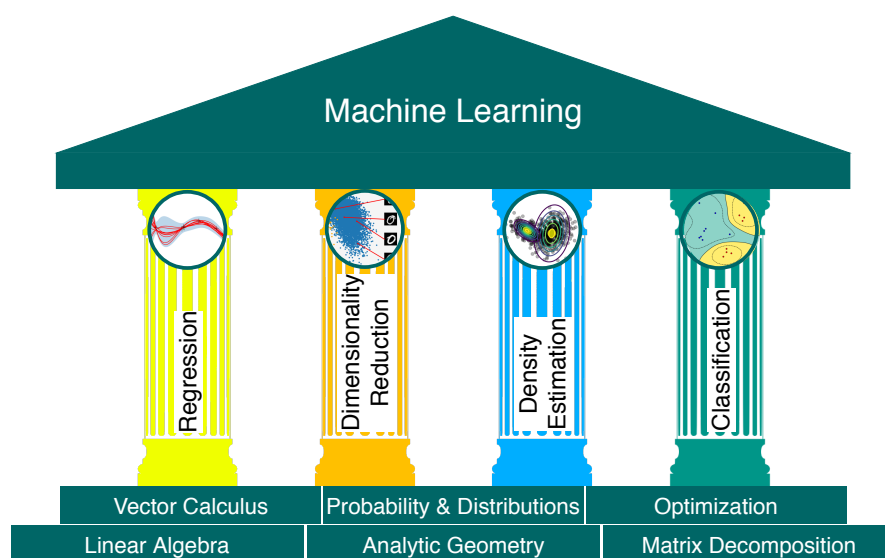 Machine Learning
Regression
Dimensionality
Reduction
Density
Estimation
Classification
Vector Calculus
Probability & Distributions
Optimization
Linear Algebra
Analytic Geometry
Matrix Decomposition